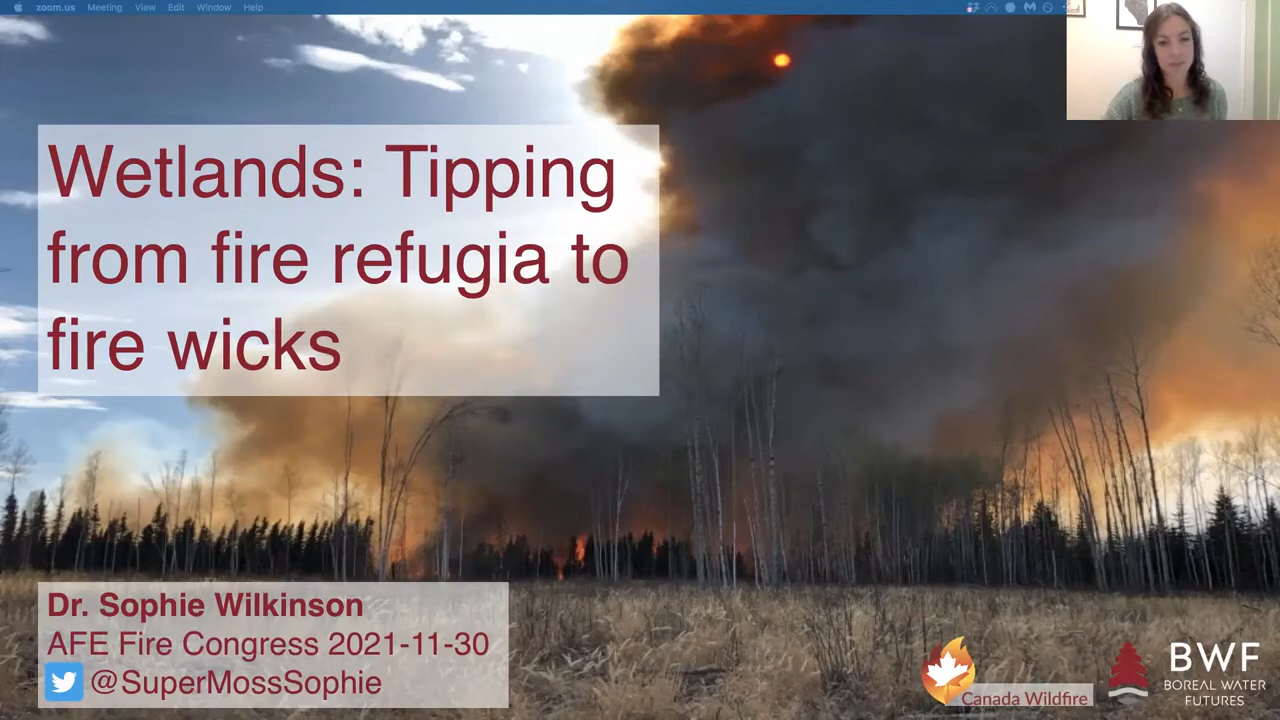 zoom.us Meeting View Edit Window Help
Wetlands: Tipping
from fire refugia to
fire wicks
Dr. Sophie Wilkinson
AFE Fire Congress 2021-11-30
@SuperMossSophie
Canada Wildfire
BWF
BOREAL WATER
FUTURES